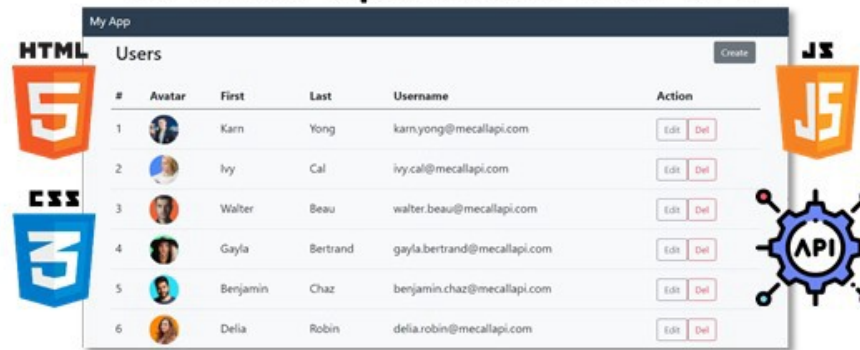 My App
HTML
5
Users
Create
JS
JS
# Avatar First Last Username Action
1 Karn Yong karn.yong@mecallapi.com Edit Del
2 Ivy Cal ivy.cal@mecallapi.com Edit Del
CSS
3
3 Walter Beau walter.beau@mecallapi.com Edit Del
4 Gayla Bertrand gayla.bertrand@mecallapi.com Edit Del
API
5 Benjamin Chaz benjamin.chaz@mecallapi.com Edit Del
6 Delia Robin delia.robin@mecallapi.com Edit Del